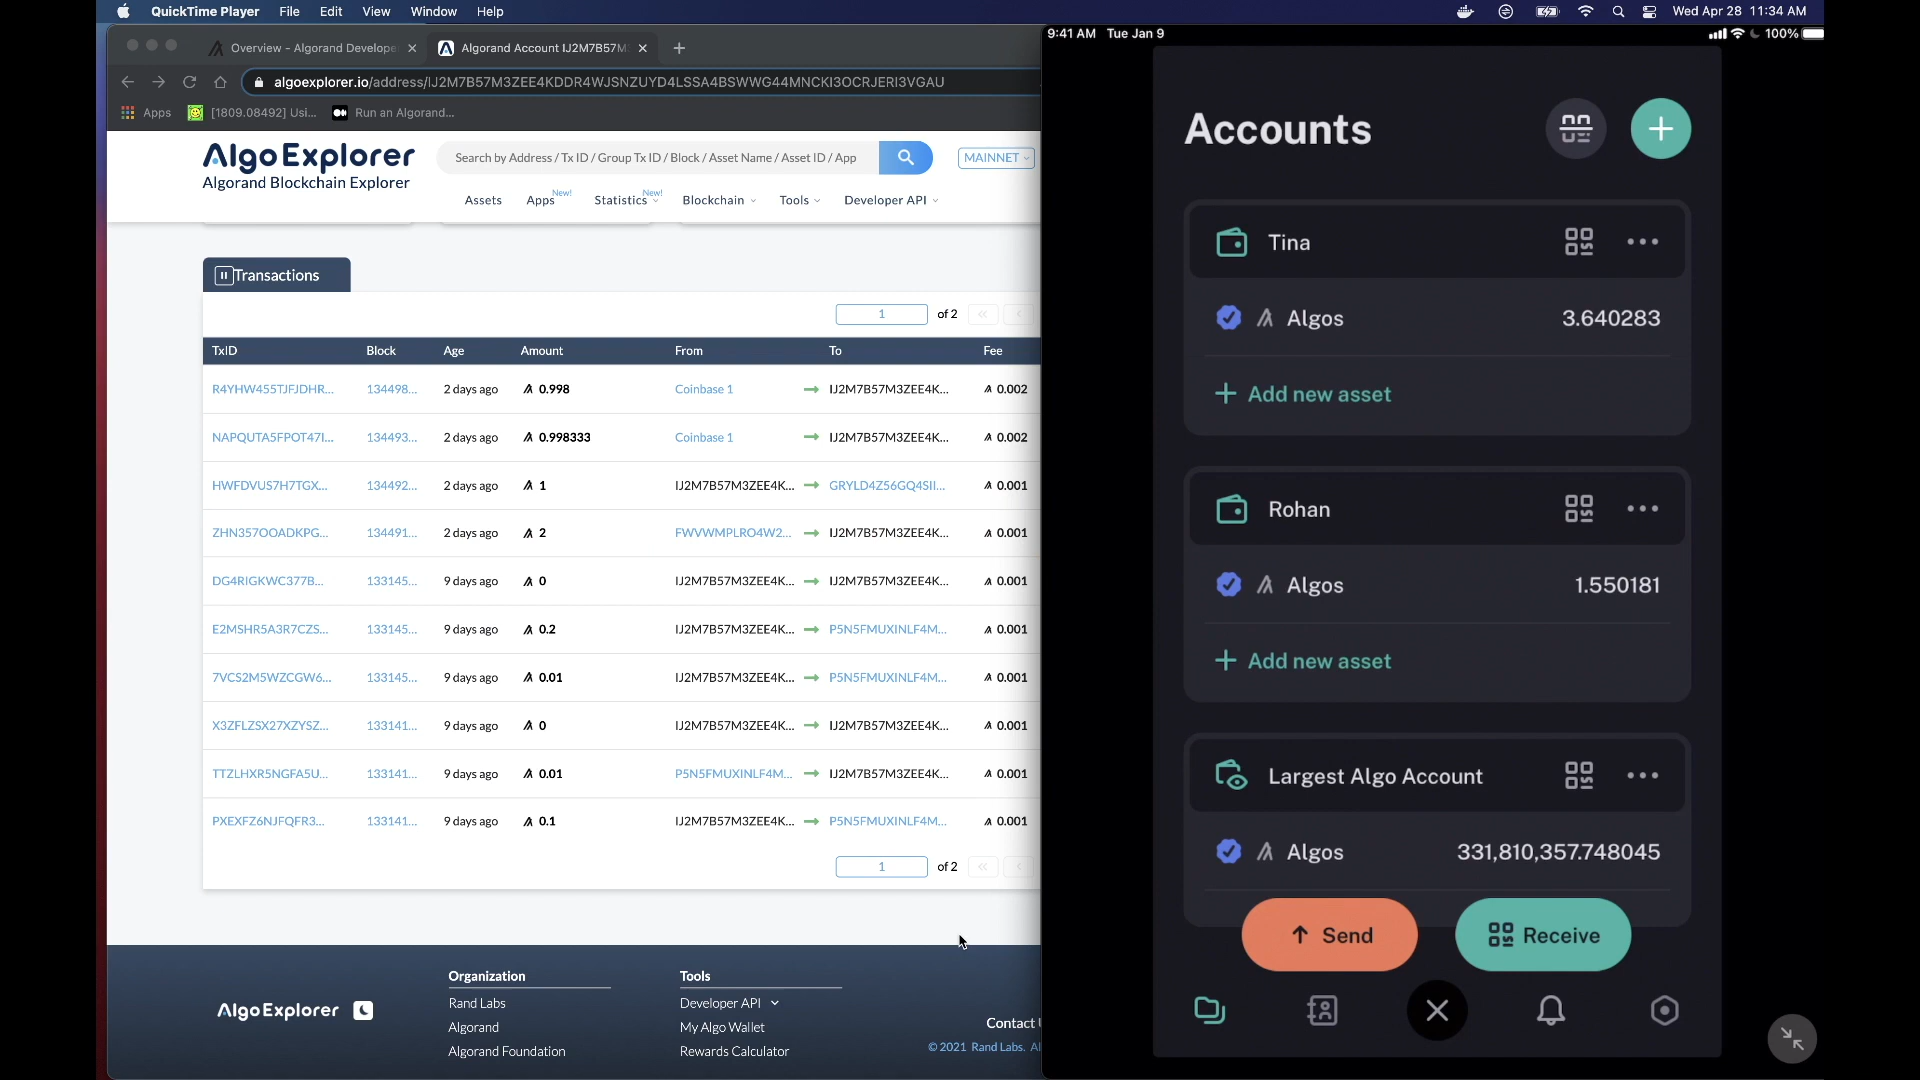 QuickTime Player File Edit View Window Help
Wed Apr 28 11:34 AM
Overview - Algorand Develope
Algorand Account IJ2M7B57M
algoexplorer.io/address/IJ2M7B57M3ZEE4KDDR4WJSNZUYD4LSSA4BSWWG44MNCKI3OCRJERI3VGAU
Apps [1809.08492] Usi... Run an Algorand...
AlgoExplorer
Algorand Blockchain Explorer
Search by Address / Tx ID / Group Tx ID / Block / Asset Name / Asset ID / App
MAINNET
Assets Apps New! Statistics New! Blockchain Tools Developer API
Transactions
1 of 2 « ‹
TxID Block Age Amount From To Fee
R4YHW455TJFJDHR... 134498... 2 days ago 0.998 Coinbase 1 → IJ2M7B57M3ZEE4K... 0.002
NAPQUTA5FPOT47I... 134493... 2 days ago 0.998333 Coinbase 1 → IJ2M7B57M3ZEE4K... 0.002
HWFDVUS7H7TGX... 134492... 2 days ago 1 IJ2M7B57M3ZEE4K... → GRYLD4Z56GQ4SII... 0.001
ZHN357OOADKPG... 134491... 2 days ago 2 FWVWMPLRO4W2... → IJ2M7B57M3ZEE4K... 0.001
DG4RIGKWC377B... 133145... 9 days ago 0 IJ2M7B57M3ZEE4K... → IJ2M7B57M3ZEE4K... 0.001
E2MSHR5A3R7CZS... 133145... 9 days ago 0.2 IJ2M7B57M3ZEE4K... → P5N5FMUXINLF4M... 0.001
7VCS2M5WZCGW6... 133145... 9 days ago 0.01 IJ2M7B57M3ZEE4K... → P5N5FMUXINLF4M... 0.001
X3ZFLZSX27XZYSZ... 133141... 9 days ago 0 IJ2M7B57M3ZEE4K... → IJ2M7B57M3ZEE4K... 0.001
TTZLHXR5NGFA5U... 133141... 9 days ago 0.01 P5N5FMUXINLF4M... → IJ2M7B57M3ZEE4K... 0.001
PXEXFZ6NJFQFR3... 133141... 9 days ago 0.1 IJ2M7B57M3ZEE4K... → P5N5FMUXINLF4M... 0.001
1 of 2 « ‹
AlgoExplorer
Organization
Rand Labs
Algorand
Algorand Foundation
Tools
Developer API
My Algo Wallet
Rewards Calculator
Contact
© 2021 Rand Labs. Al
9:41 AM Tue Jan 9
100%
Accounts
Tina
Algos 3.640283
+ Add new asset
Rohan
Algos 1.550181
+ Add new asset
Largest Algo Account
Algos 331,810,357.748045
Send
Receive